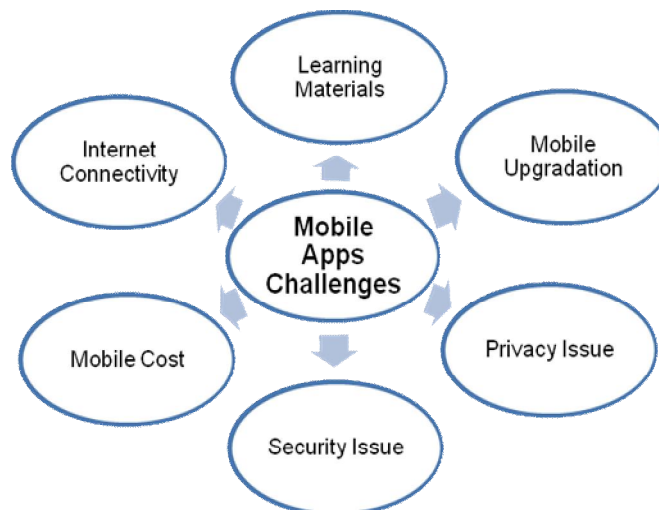 Learning
Materials
Internet
Connectivity
Mobile
Upgradation
Mobile
Apps
Challenges
Mobile Cost
Privacy Issue
Security Issue